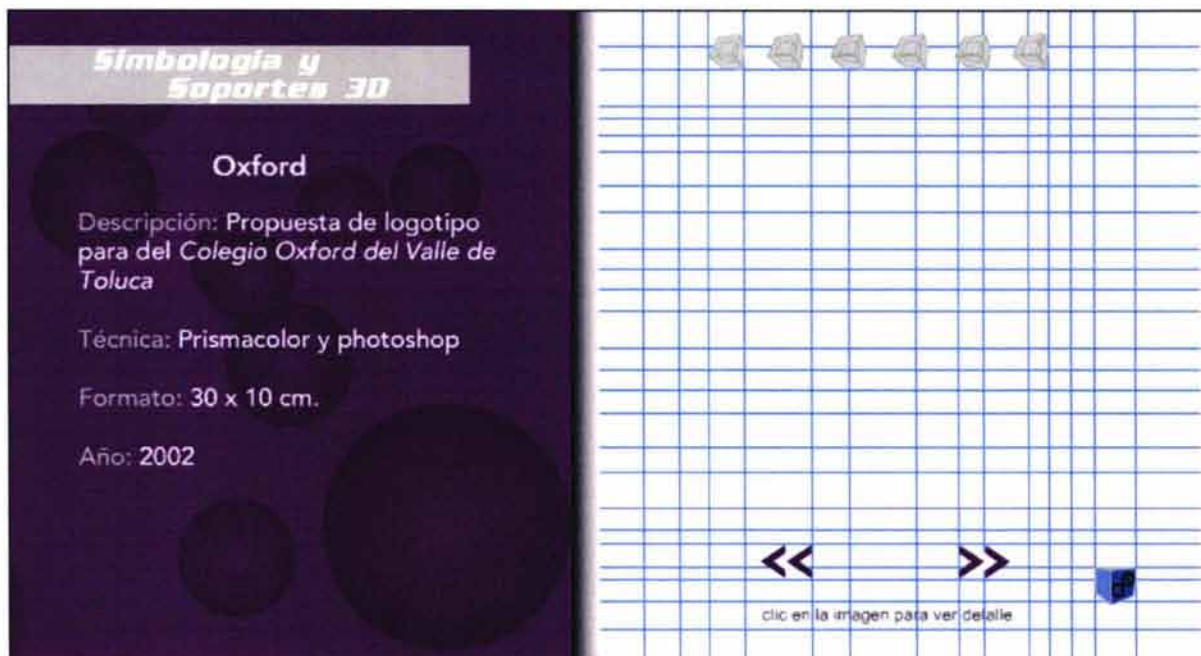 Simbología y
Soportes 3D
Oxford
Descripción: Propuesta de logotipo
para del Colegio Oxford del Valle de
Toluca
Técnica: Prismacolor y photoshop
Formato: 30 x 10 cm.
Año: 2002
<< >>
clic en la imagen para ver detalle